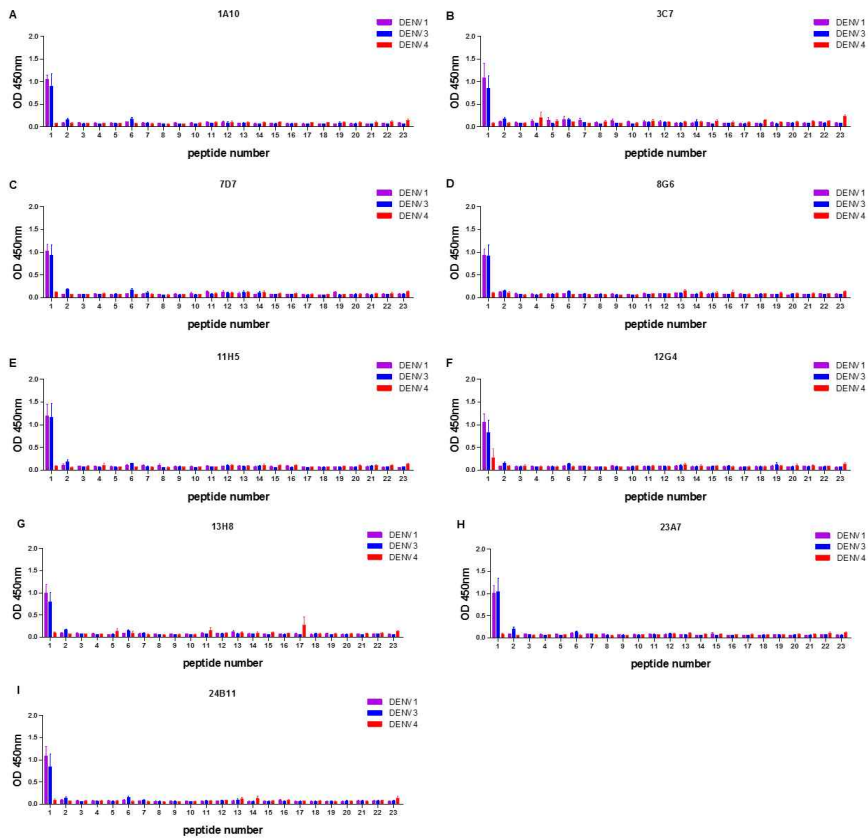 A
1A10
DENV1
DENV3
DENV4
OD 450nm
2.0
1.5
1.0
0.5
0.0
1 2 3 4 5 6 7 8 9 10 11 12 13 14 15 16 17 18 19 20 21 22 23
peptide number
B
3C7
DENV1
DENV3
DENV4
OD 450nm
2.0
1.5
1.0
0.5
0.0
1 2 3 4 5 6 7 8 9 10 11 12 13 14 15 16 17 18 19 20 21 22 23
peptide number
C
7D7
DENV1
DENV3
DENV4
OD 450nm
2.0
1.5
1.0
0.5
0.0
1 2 3 4 5 6 7 8 9 10 11 12 13 14 15 16 17 18 19 20 21 22 23
peptide number
D
8G6
DENV1
DENV3
DENV4
OD 450nm
2.0
1.5
1.0
0.5
0.0
1 2 3 4 5 6 7 8 9 10 11 12 13 14 15 16 17 18 19 20 21 22 23
peptide number
E
11H5
DENV1
DENV3
DENV4
OD 450nm
2.0
1.5
1.0
0.5
0.0
1 2 3 4 5 6 7 8 9 10 11 12 13 14 15 16 17 18 19 20 21 22 23
peptide number
F
12G4
DENV1
DENV3
DENV4
OD 450nm
2.0
1.5
1.0
0.5
0.0
1 2 3 4 5 6 7 8 9 10 11 12 13 14 15 16 17 18 19 20 21 22 23
peptide number
G
13H8
DENV1
DENV3
DENV4
OD 450nm
2.0
1.5
1.0
0.5
0.0
1 2 3 4 5 6 7 8 9 10 11 12 13 14 15 16 17 18 19 20 21 22 23
peptide number
H
23A7
DENV1
DENV3
DENV4
OD 450nm
2.0
1.5
1.0
0.5
0.0
1 2 3 4 5 6 7 8 9 10 11 12 13 14 15 16 17 18 19 20 21 22 23
peptide number
I
24B11
DENV1
DENV3
DENV4
OD 450nm
2.0
1.5
1.0
0.5
0.0
1 2 3 4 5 6 7 8 9 10 11 12 13 14 15 16 17 18 19 20 21 22 23
peptide number